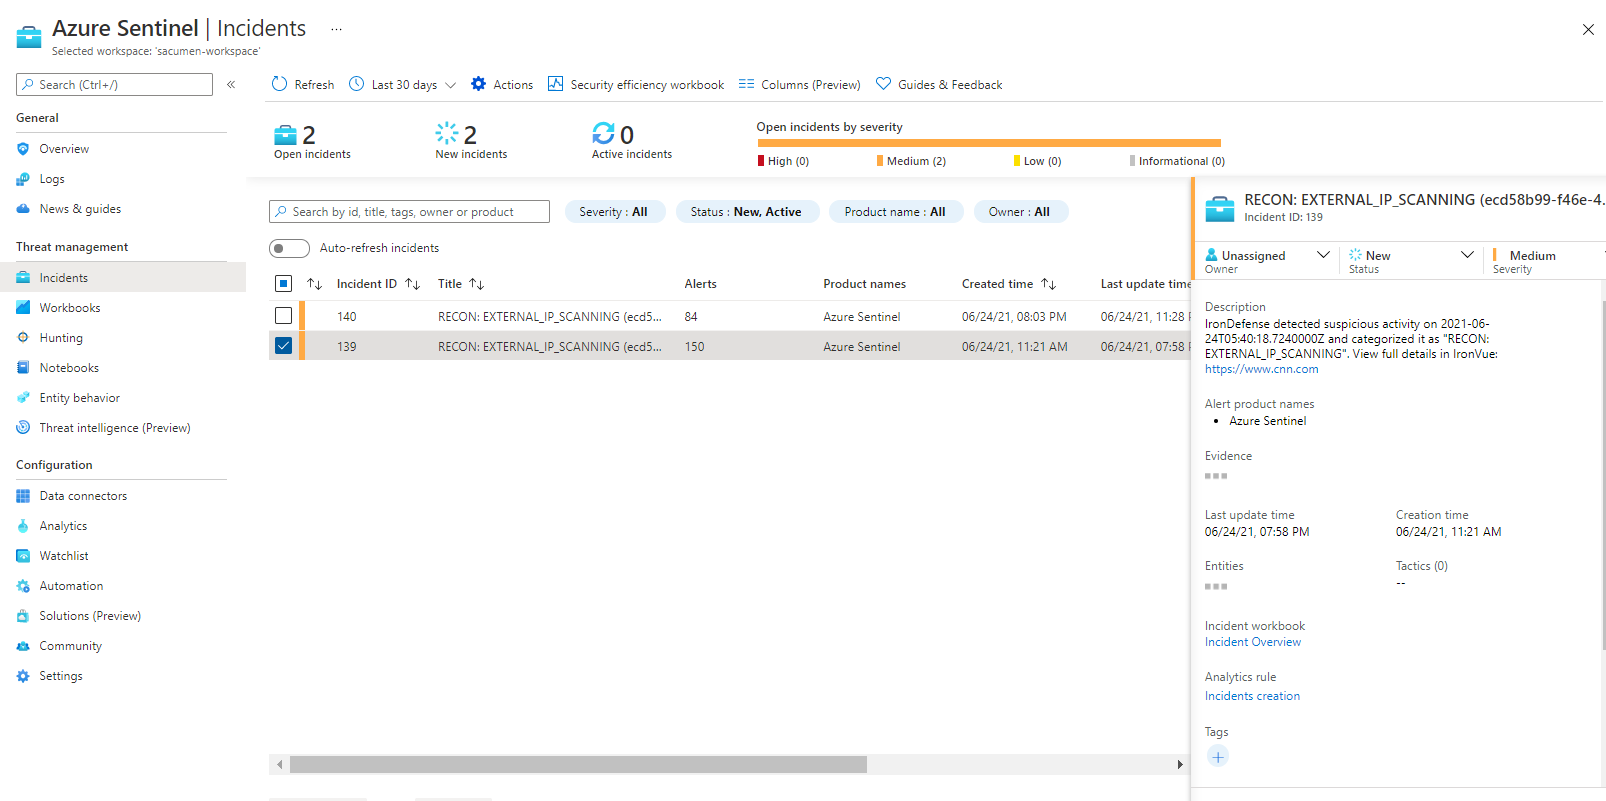 Azure Sentinel | Incidents ...
Selected workspace: 'sacumen-workspace'
Search (Ctrl+/)
«
General
Overview
Logs
News & guides
Threat management
Incidents
Workbooks
Hunting
Notebooks
Entity behavior
Threat intelligence (Preview)
Configuration
Data connectors
Analytics
Watchlist
Automation
Solutions (Preview)
Community
Settings
Refresh Last 30 days Actions Security efficiency workbook Columns (Preview) Guides & Feedback
2 Open incidents
2 New incidents
0 Active incidents
Open incidents by severity
High (0) Medium (2) Low (0) Informational (0)
Search by id, title, tags, owner or product
Severity : All Status : New, Active Product name : All Owner : All
Auto-refresh incidents
Incident ID Title Alerts Product names Created time Last update time
140 RECON: EXTERNAL_IP_SCANNING (ecd5... 84 Azure Sentinel 06/24/21, 08:03 PM 06/24/21, 11:28
139 RECON: EXTERNAL_IP_SCANNING (ecd5... 150 Azure Sentinel 06/24/21, 11:21 AM 06/24/21, 07:58
RECON: EXTERNAL_IP_SCANNING (ecd58b99-f46e-4.
Incident ID: 139
Unassigned New Medium
Owner Status Severity
Description
IronDefense detected suspicious activity on 2021-06-
24T05:40:18.7240000Z and categorized it as "RECON:
EXTERNAL_IP_SCANNING". View full details in IronVue:
https://www.cnn.com
Alert product names
• Azure Sentinel
Evidence
Last update time Creation time
06/24/21, 07:58 PM 06/24/21, 11:21 AM
Entities Tactics (0)
--
Incident workbook
Incident Overview
Analytics rule
Incidents creation
Tags